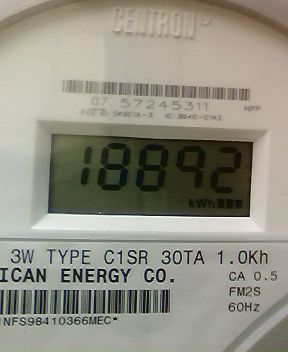 CENTRON®
07 57245311
18892
kWh
3W TYPE C1SR 30TA 1.0Kh
ICAN ENERGY CO.
CA 0.5
FM2S
60Hz
INFS98410366MEC*